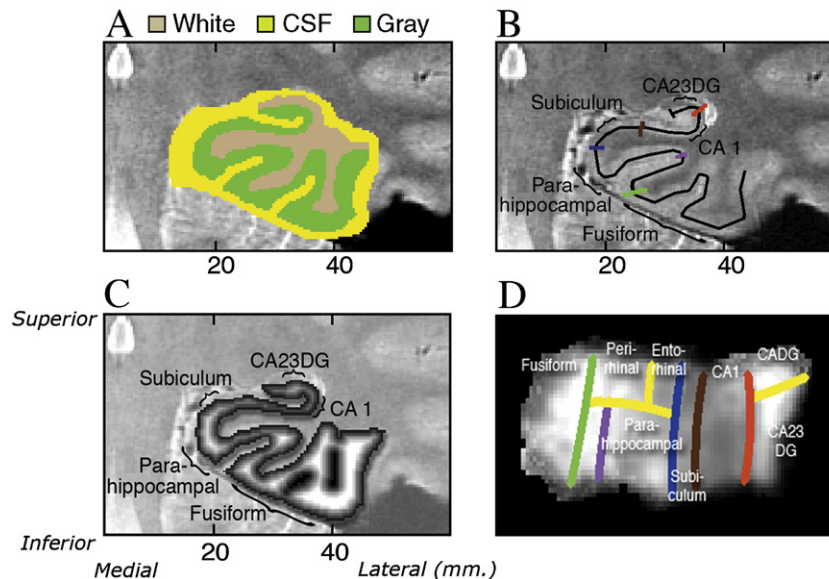 A
White
CSF
Gray
20
40
B
CA23DG
Subiculum
CA 1
Para-
hippocampal
Fusiform
20
40
C
Superior
CA23DG
Subiculum
CA 1
Para-
hippocampal
Fusiform
Inferior
20
40
Medial
Lateral (mm.)
D
Fusiform
Peri-
rhinal
Ento-
rhinal
CA1
CADG
Para-
hippocampal
CA23
DG
Subi-
culum